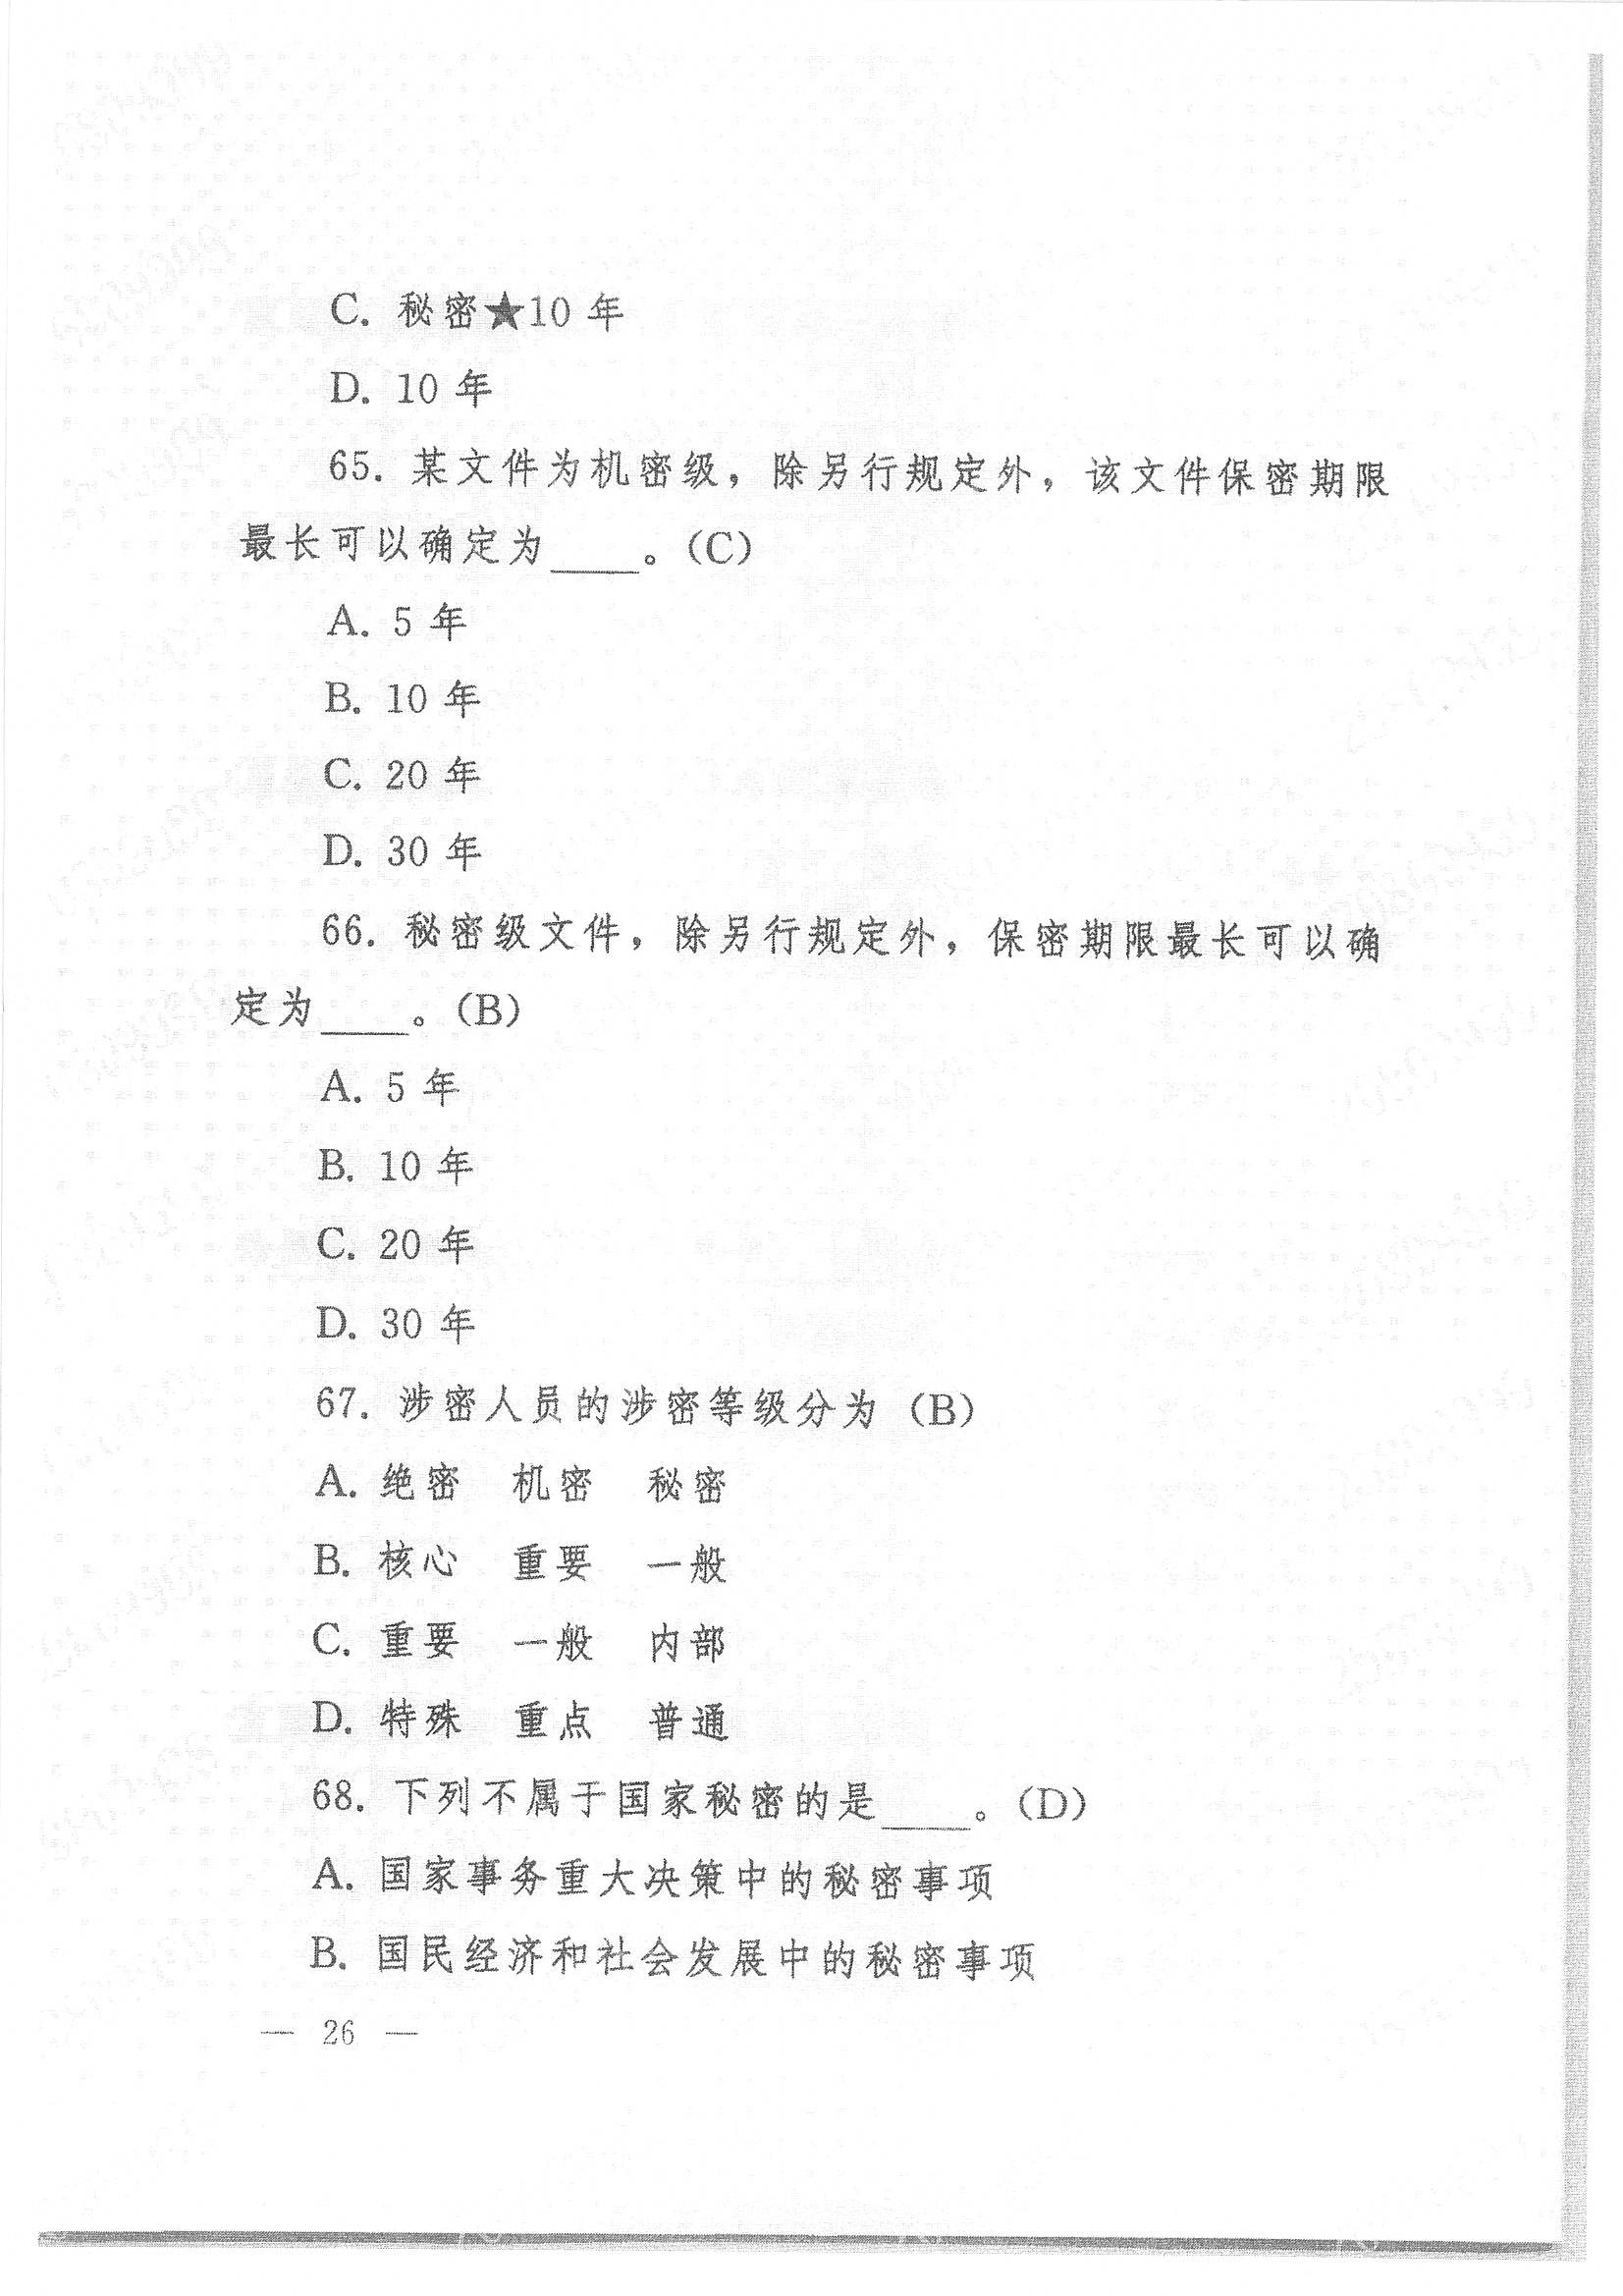 C. 秘密★10 年
D. 10 年
65. 某文件为机密级，除另行规定外，该文件保密期限
最长可以确定为____。（C）
A. 5 年
B. 10 年
C. 20 年
D. 30 年
66. 秘密级文件，除另行规定外，保密期限最长可以确
定为____。（B）
A. 5 年
B. 10 年
C. 20 年
D. 30 年
67. 涉密人员的涉密等级分为（B）
A. 绝密 机密 秘密
B. 核心 重要 一般
C. 重要 一般 内部
D. 特殊 重点 普通
68. 下列不属于国家秘密的是____。（D）
A. 国家事务重大决策中的秘密事项
B. 国民经济和社会发展中的秘密事项
— 26 —